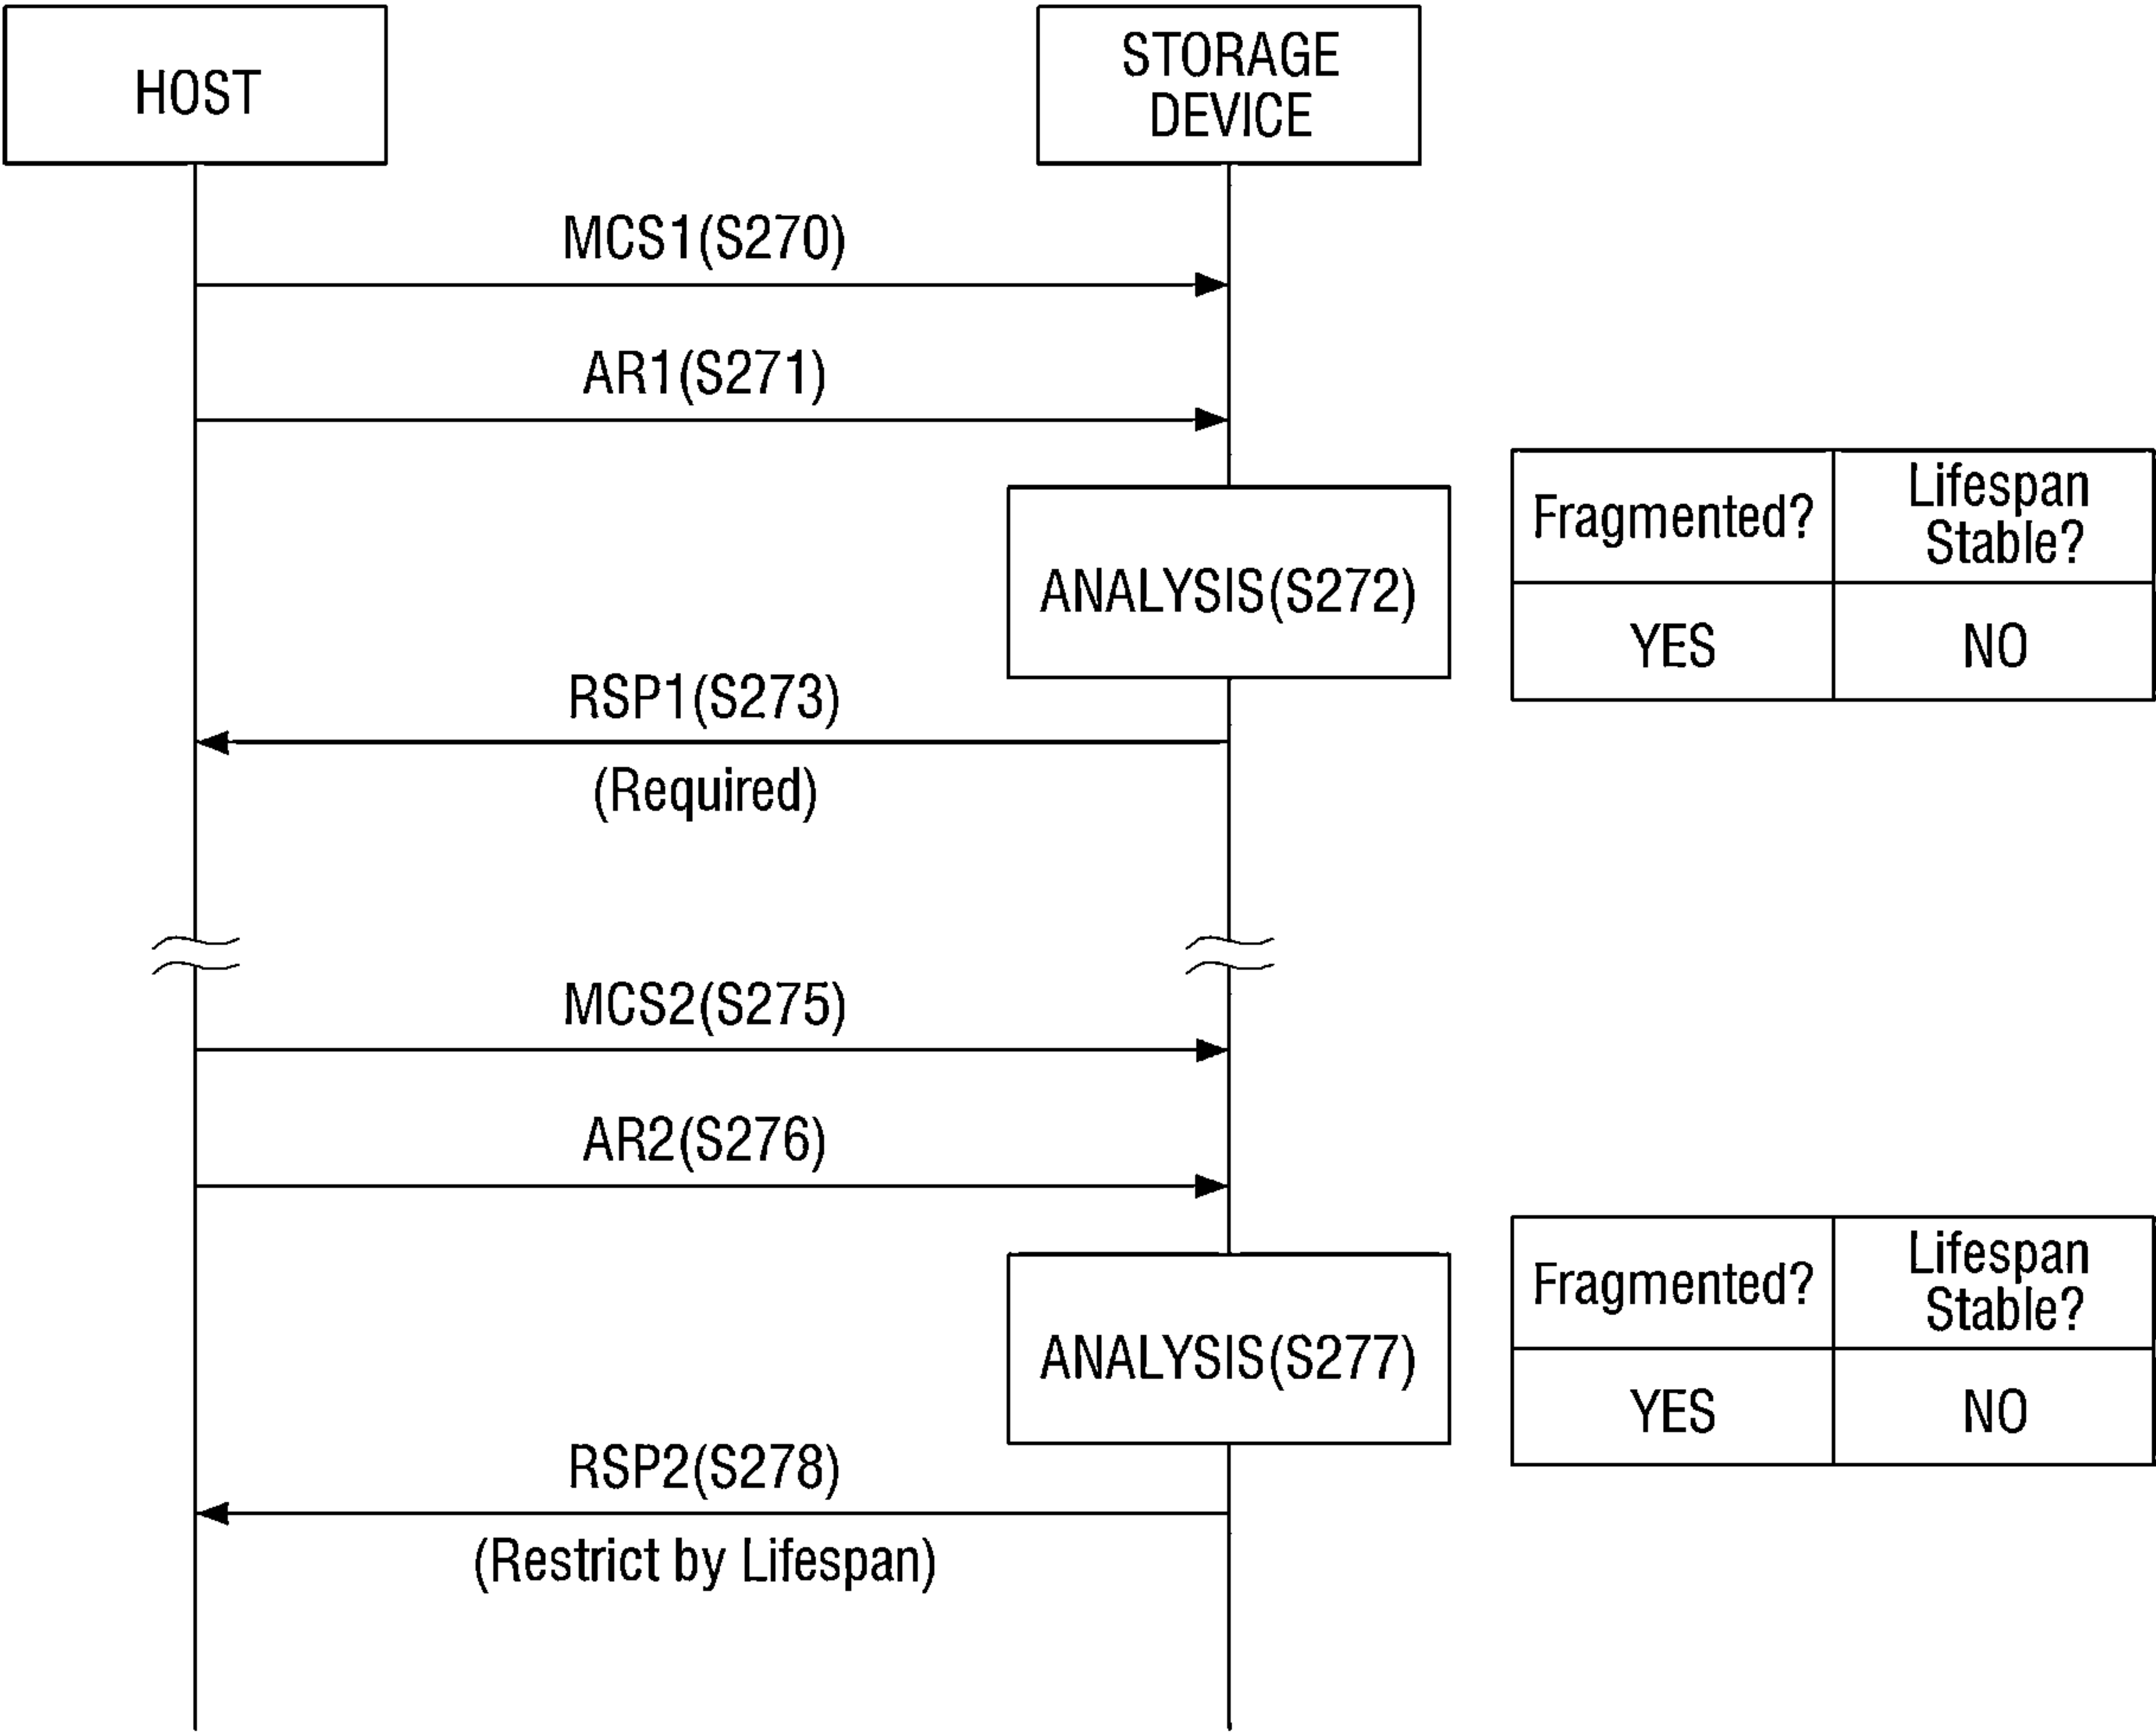 HOST
STORAGE
DEVICE
MCS1(S270)
AR1(S271)
Fragmented?
Lifespan
Stable?
ANALYSIS(S272)
YES
NO
RSP1(S273)
(Required)
MCS2(S275)
AR2(S276)
Fragmented?
Lifespan
Stable?
ANALYSIS(S277)
YES
NO
RSP2(S278)
(Restrict by Lifespan)